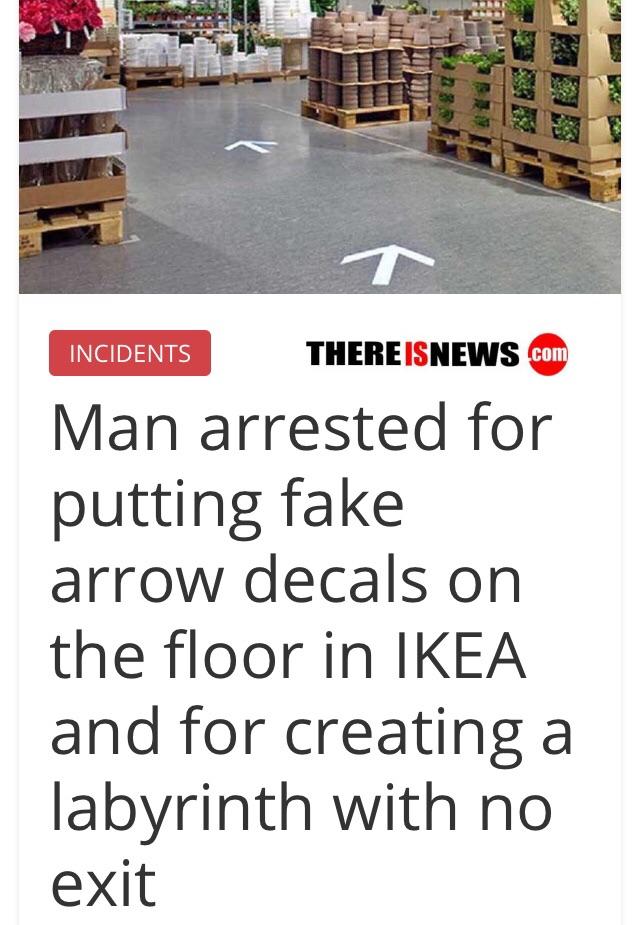 INCIDENTS
THEREISNEWS .com
Man arrested for
putting fake
arrow decals on
the floor in IKEA
and for creating a
labyrinth with no
exit